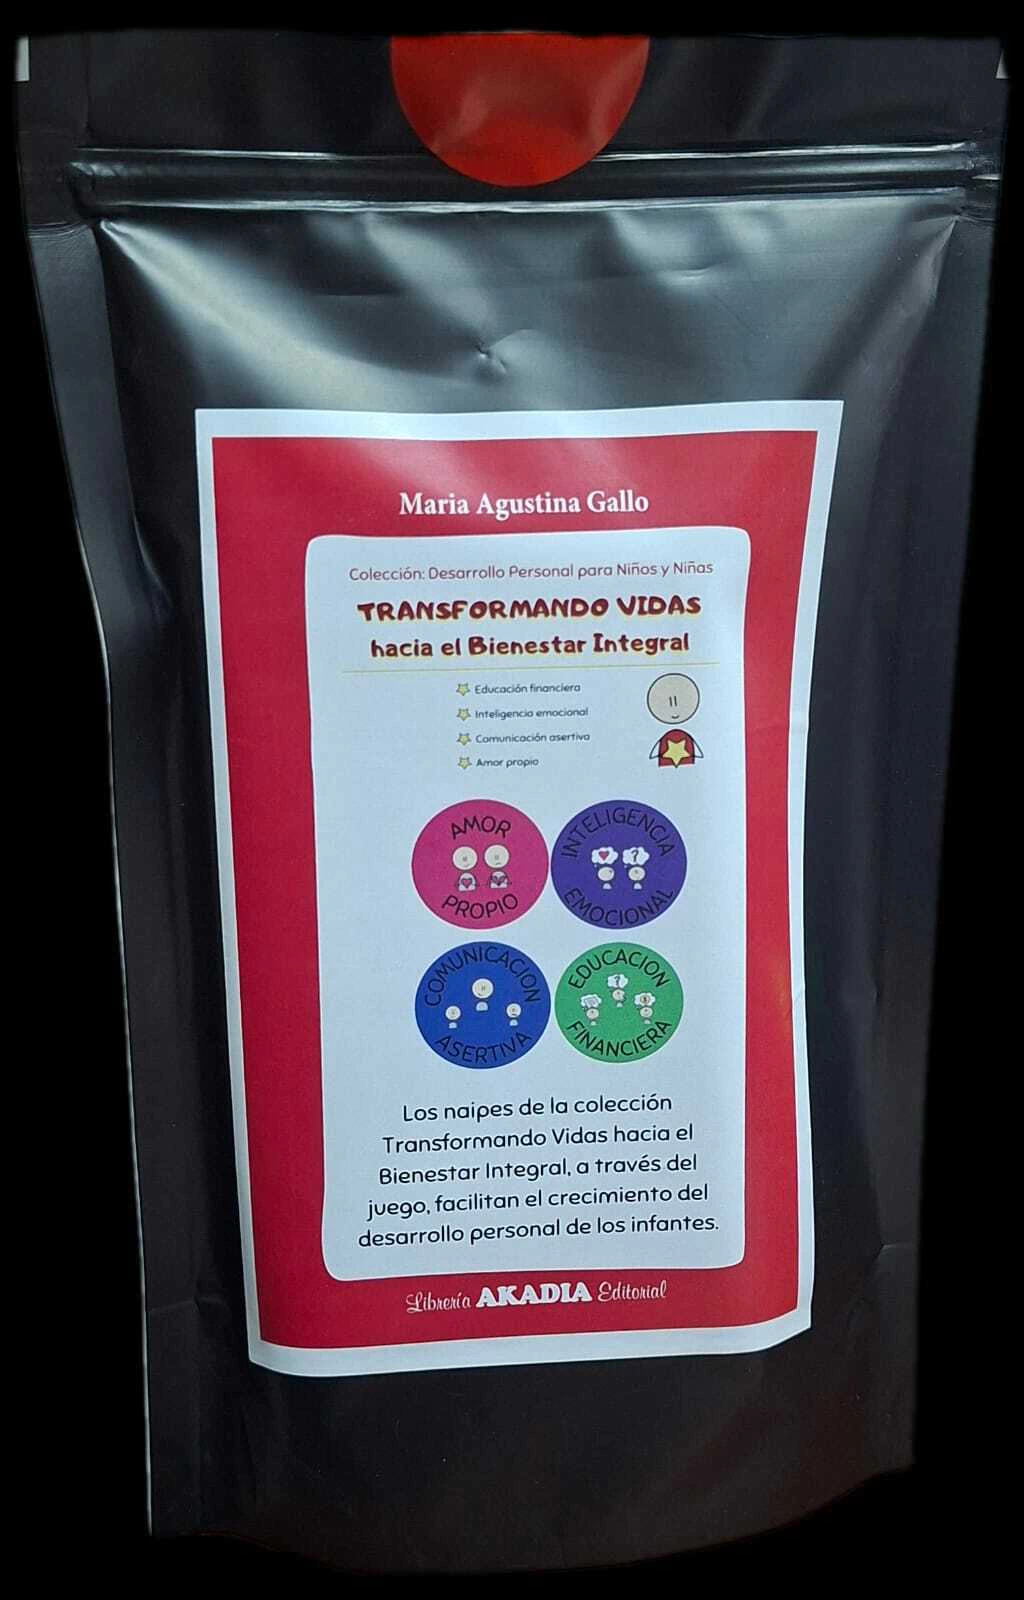 Maria Agustina Gallo
Colección: Desarrollo Personal para Niños y Niñas
TRANSFORMANDO VIDAS
hacia el Bienestar Integral
Educación financiera
Inteligencia emocional
Comunicación asertiva
Amor propio
AMOR
PROPIO
INTELIGENCIA
EMOCIONAL
COMUNICACION
ASERTIVA
EDUCACION
FINANCIERA
Los naipes de la colección
Transformando Vidas hacia el
Bienestar Integral, a través del
juego, facilitan el crecimiento del
desarrollo personal de los infantes.
Librería AKADIA Editorial